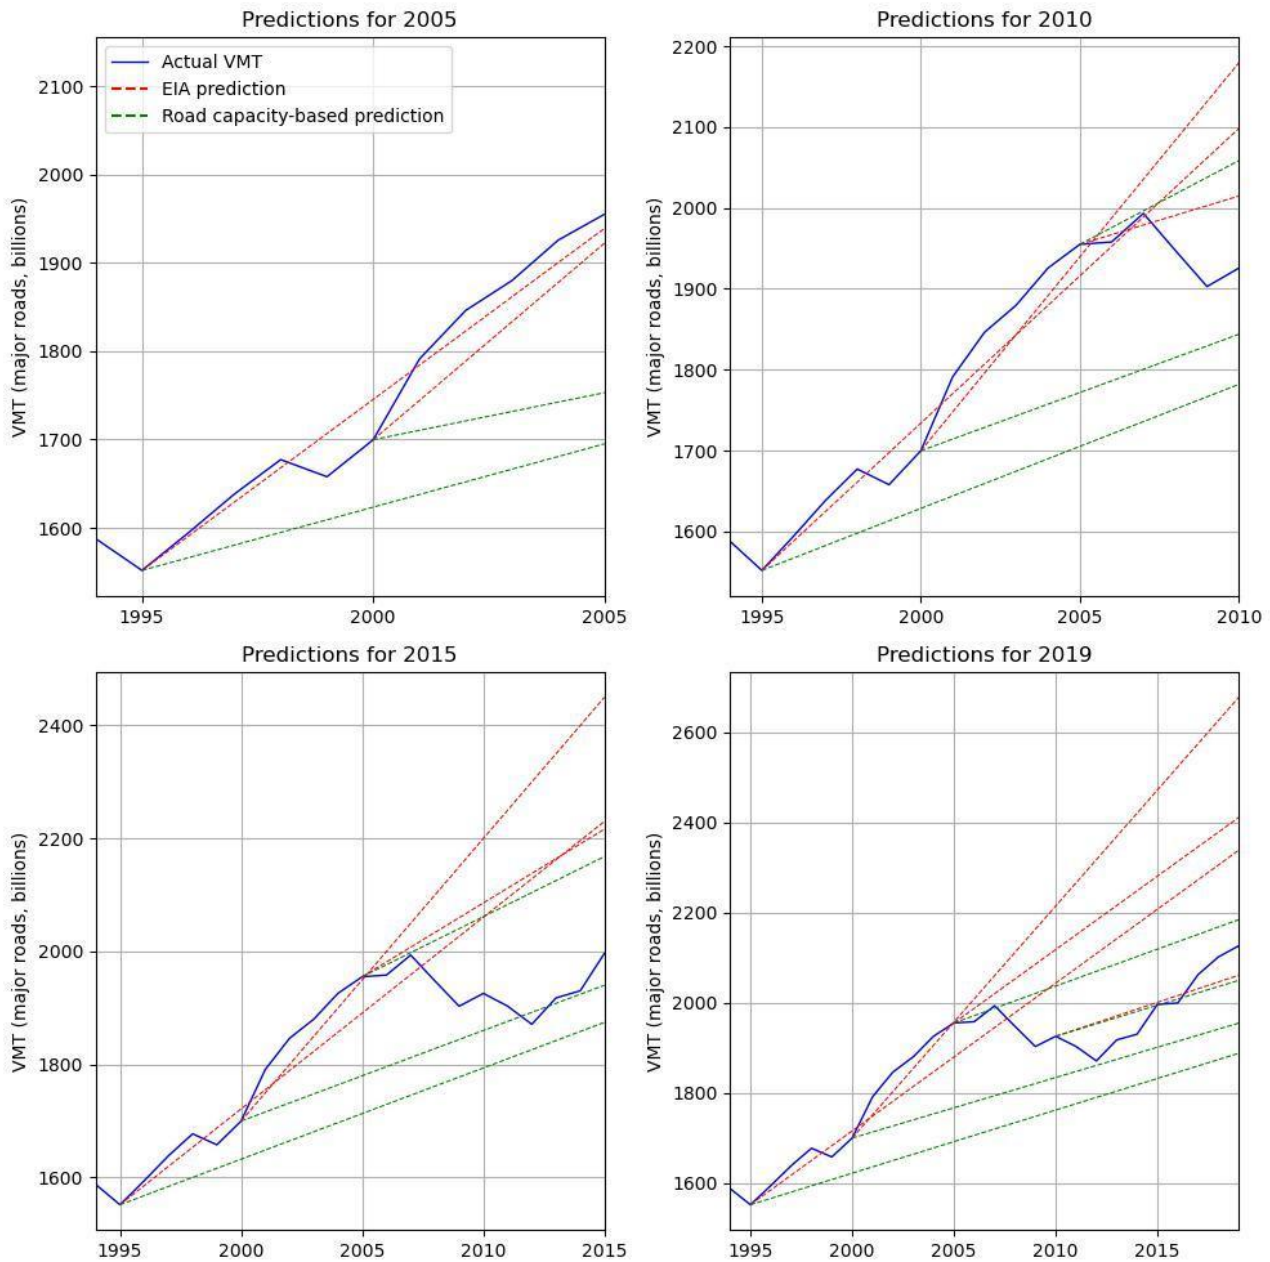 Predictions for 2005
VMT (major roads, billions)
2100
2000
1900
1800
1700
1600
Actual VMT
EIA prediction
Road capacity-based prediction
1995 2000 2005
Predictions for 2010
VMT (major roads, billions)
2200
2100
2000
1900
1800
1700
1600
1995 2000 2005 2010
Predictions for 2015
VMT (major roads, billions)
2400
2200
2000
1800
1600
1995 2000 2005 2010 2015
Predictions for 2019
VMT (major roads, billions)
2600
2400
2200
2000
1800
1600
1995 2000 2005 2010 2015